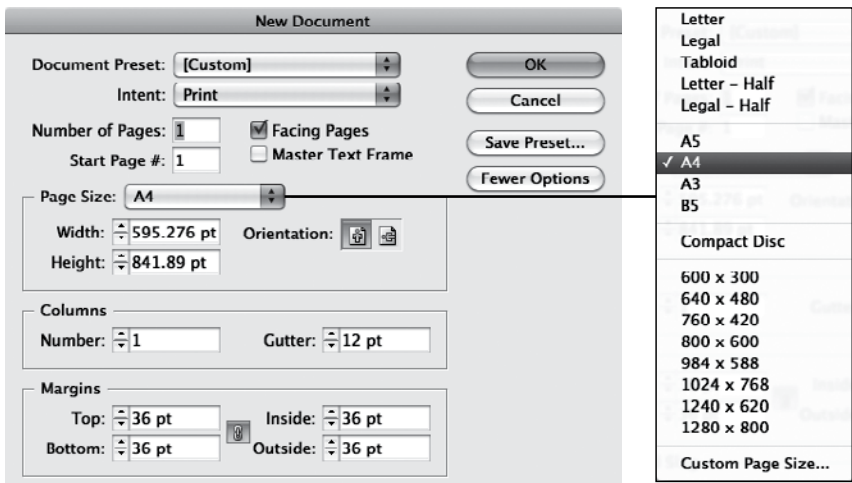 New Document
Document Preset: [Custom]
Intent: Print
Number of Pages: 1
Facing Pages
Start Page #: 1
Master Text Frame
OK
Cancel
Save Preset...
Fewer Options
Page Size: A4
Width: 595.276 pt
Orientation:
Height: 841.89 pt
Columns
Number: 1
Gutter: 12 pt
Margins
Top: 36 pt
Inside: 36 pt
Bottom: 36 pt
Outside: 36 pt
Letter
Legal
Tabloid
Letter – Half
Legal – Half
A5
✓ A4
A3
B5
Compact Disc
600 x 300
640 x 480
760 x 420
800 x 600
984 x 588
1024 x 768
1240 x 620
1280 x 800
Custom Page Size...